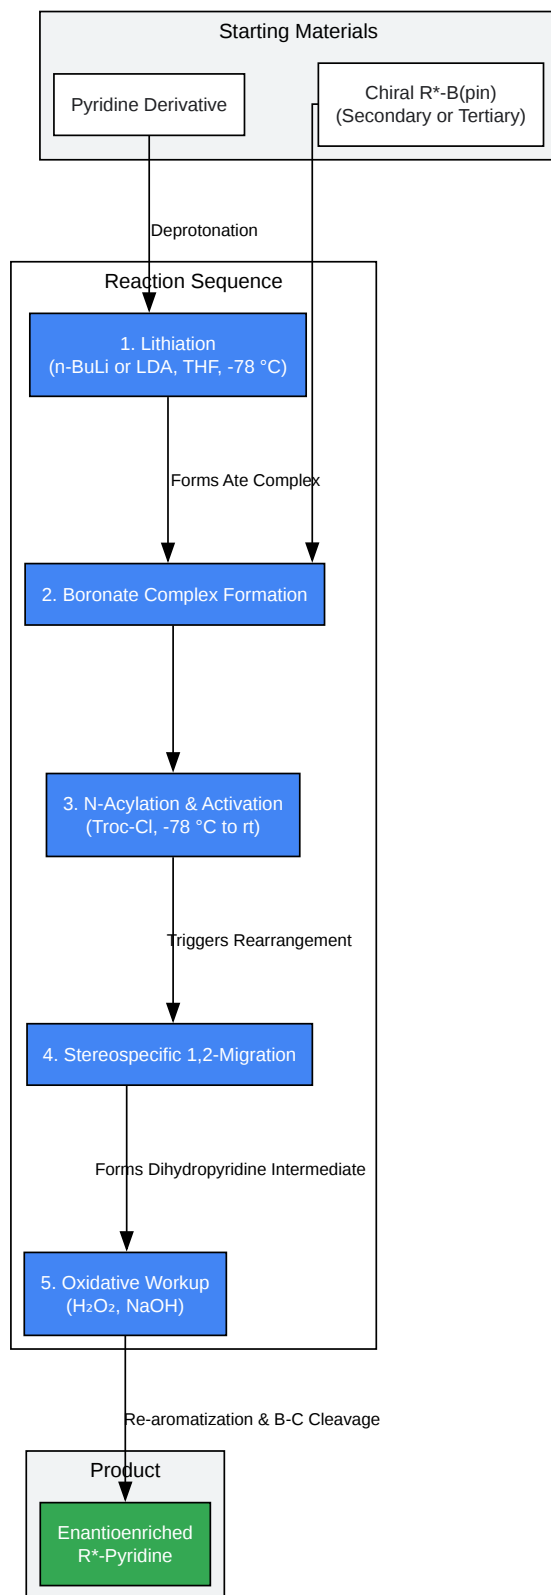 Starting Materials
Pyridine Derivative
Chiral R*-B(pin)
(Secondary or Tertiary)
Deprotonation
Reaction Sequence
1. Lithiation
(n-BuLi or LDA, THF, -78 °C)
Forms Ate Complex
2. Boronate Complex Formation
3. N-Acylation & Activation
(Troc-Cl, -78 °C to rt)
Triggers Rearrangement
4. Stereospecific 1,2-Migration
Forms Dihydropyridine Intermediate
5. Oxidative Workup
(H₂O₂, NaOH)
Re-aromatization & B-C Cleavage
Product
Enantioenriched
R*-Pyridine